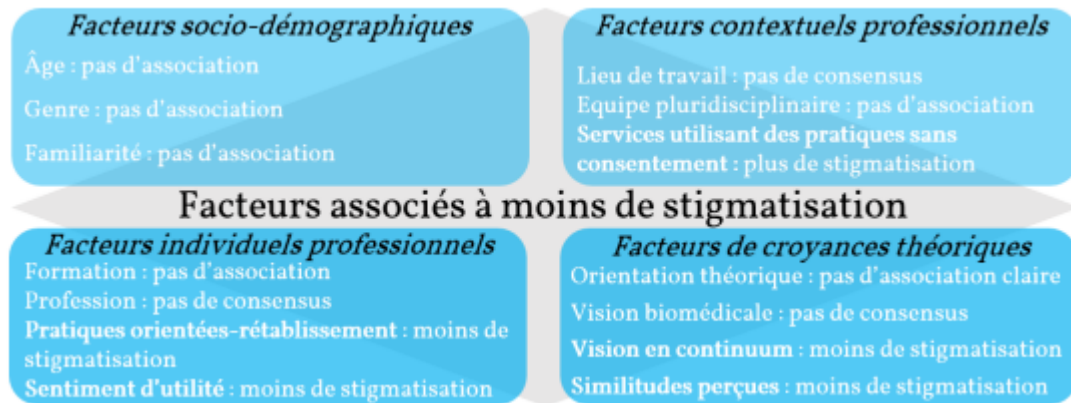 Facteurs socio-démographiques
Âge : pas d'association
Genre : pas d'association
Familiarité : pas d'association
Facteurs contextuels professionnels
Lieu de travail : pas de consensus
Equipe pluridisciplinaire : pas d'association
Services utilisant des pratiques sans
consentement : plus de stigmatisation
Facteurs associés à moins de stigmatisation
Facteurs individuels professionnels
Formation : pas d'association
Profession : pas de consensus
Pratiques orientées-rétablissement : moins de
stigmatisation
Sentiment d'utilité : moins de stigmatisation
Facteurs de croyances théoriques
Orientation théorique : pas d'association claire
Vision biomédicale : pas de consensus
Vision en continuum : moins de stigmatisation
Similitudes perçues : moins de stigmatisation